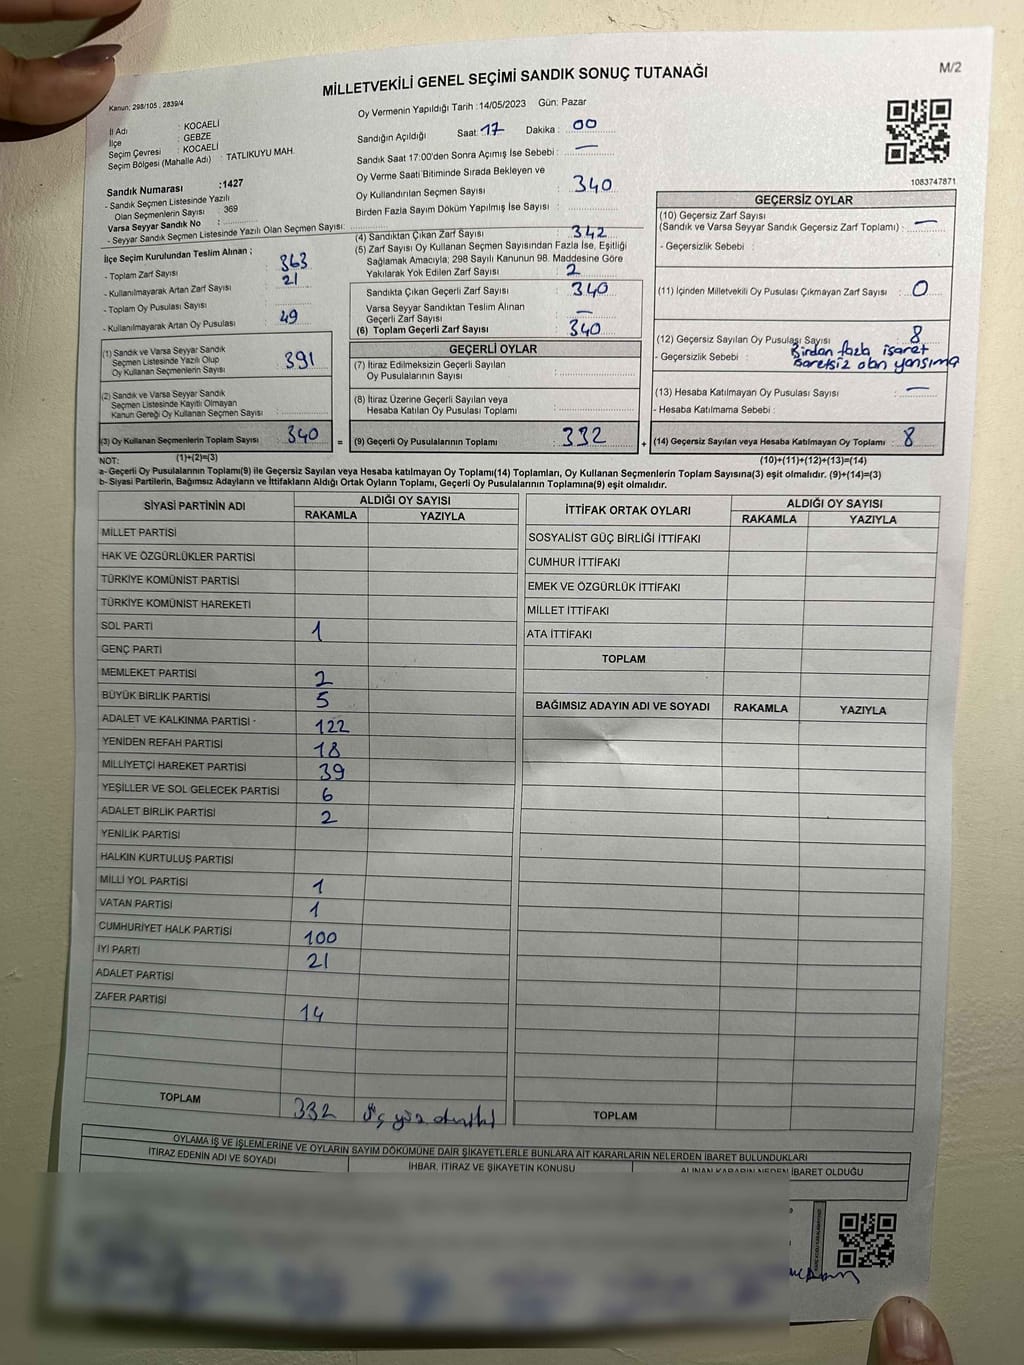 MİLLETVEKİLİ GENEL SEÇİMİ SANDIK SONUÇ TUTANAĞI
M/2
Kanun; 298/105 , 2839/4
Oy Vermenin Yapıldığı Tarih : 14/05/2023 Gün: Pazar
İl Adı : KOCAELİ
İlçe : GEBZE
Seçim Çevresi : KOCAELİ
Seçim Bölgesi (Mahalle Adı) : TATLIKUYU MAH.
Sandık Numarası :1427
- Sandık Seçmen Listesinde Yazılı
Olan Seçmenlerin Sayısı : 369
Varsa Seyyar Sandık No :
- Seyyar Sandık Seçmen Listesinde Yazılı Olan Seçmen Sayısı:
İlçe Seçim Kurulundan Teslim Alınan ;
- Toplam Zarf Sayısı : 363
- Kullanılmayarak Artan Zarf Sayısı : 21
- Toplam Oy Pusulası Sayısı :
- Kullanılmayarak Artan Oy Pusulası : 49
(1) Sandık ve Varsa Seyyar Sandık
Seçmen Listesinde Yazılı Olup
Oy Kullanan Seçmenlerin Sayısı : 391
(2) Sandık ve Varsa Seyyar Sandık
Seçmen Listesinde Kayıtlı Olmayan
Kanun Gereği Oy Kullanan Seçmen Sayısı :
(3) Oy Kullanan Seçmenlerin Toplam Sayısı : 340
Sandığın Açıldığı Saat: 17 Dakika : 00
Sandık Saat 17:00'den Sonra Açımış İse Sebebi : —
Oy Verme Saati Bitiminde Sırada Bekleyen ve
Oy Kullandırılan Seçmen Sayısı : 340
Birden Fazla Sayım Döküm Yapılmış İse Sayısı :
(4) Sandıktan Çıkan Zarf Sayısı : 342
(5) Zarf Sayısı Oy Kullanan Seçmen Sayısından Fazla İse, Eşitliği
Sağlamak Amacıyla; 298 Sayılı Kanunun 98. Maddesine Göre
Yakılarak Yok Edilen Zarf Sayısı : 2
Sandıkta Çıkan Geçerli Zarf Sayısı : 340
Varsa Seyyar Sandıktan Teslim Alınan
Geçerli Zarf Sayısı : —
(6) Toplam Geçerli Zarf Sayısı : 340
GEÇERLİ OYLAR
(7) İtiraz Edilmeksizin Geçerli Sayılan
Oy Pusulalarının Sayısı :
(8) İtiraz Üzerine Geçerli Sayılan veya
Hesaba Katılan Oy Pusulası Toplamı :
= (9) Geçerli Oy Pusulalarının Toplamı : 332
1083747871
GEÇERSİZ OYLAR
(10) Geçersiz Zarf Sayısı
(Sandık ve Varsa Seyyar Sandık Geçersiz Zarf Toplamı) : —
- Geçersizlik Sebebi :
(11) İçinden Milletvekili Oy Pusulası Çıkmayan Zarf Sayısı : 0
(12) Geçersiz Sayılan Oy Pusulası Sayısı : 8
- Geçersizlik Sebebi : Birden fazla işaret
işaretsiz olan yansıma
(13) Hesaba Katılmayan Oy Pusulası Sayısı : —
- Hesaba Katılmama Sebebi :
+ (14) Geçersiz Sayılan veya Hesaba Katılmayan Oy Toplamı : 8
NOT: (1)+(2)=(3) (10)+(11)+(12)+(13)=(14)
a- Geçerli Oy Pusulalarının Toplamı(9) ile Geçersiz Sayılan veya Hesaba katılmayan Oy Toplamı(14) Toplamları, Oy Kullanan Seçmenlerin Toplam Sayısına(3) eşit olmalıdır. (9)+(14)=(3)
b- Siyasi Partilerin, Bağımsız Adayların ve İttifakların Aldığı Ortak Oyların Toplamı, Geçerli Oy Pusulalarının Toplamına(9) eşit olmalıdır.
SİYASİ PARTİNİN ADI ALDIĞI OY SAYISI
RAKAMLA YAZIYLA
MİLLET PARTİSİ
HAK VE ÖZGÜRLÜKLER PARTİSİ
TÜRKİYE KOMÜNİST PARTİSİ
TÜRKİYE KOMÜNİST HAREKETİ
SOL PARTİ 1
GENÇ PARTİ
MEMLEKET PARTİSİ 2
BÜYÜK BİRLİK PARTİSİ 5
ADALET VE KALKINMA PARTİSİ 122
YENİDEN REFAH PARTİSİ 18
MİLLİYETÇİ HAREKET PARTİSİ 39
YEŞİLLER VE SOL GELECEK PARTİSİ 6
ADALET BİRLİK PARTİSİ 2
YENİLİK PARTİSİ
HALKIN KURTULUŞ PARTİSİ
MİLLİ YOL PARTİSİ 1
VATAN PARTİSİ 1
CUMHURİYET HALK PARTİSİ 100
İYİ PARTİ 21
ADALET PARTİSİ
ZAFER PARTİSİ 14
TOPLAM 332 üç yüz otuziki
İTTİFAK ORTAK OYLARI ALDIĞI OY SAYISI
RAKAMLA YAZIYLA
SOSYALİST GÜÇ BİRLİĞİ İTTİFAKI
CUMHUR İTTİFAKI
EMEK VE ÖZGÜRLÜK İTTİFAKI
MİLLET İTTİFAKI
ATA İTTİFAKI
TOPLAM
BAĞIMSIZ ADAYIN ADI VE SOYADI RAKAMLA YAZIYLA
TOPLAM
OYLAMA İŞ VE İŞLEMLERİNE VE OYLARIN SAYIM DÖKÜMÜNE DAİR ŞİKAYETLERLE BUNLARA AİT KARARLARIN NELERDEN İBARET BULUNDUKLARI
İTİRAZ EDENİN ADI VE SOYADI İHBAR, İTİRAZ VE ŞİKAYETİN KONUSU ALINAN KARARIN NEDEN İBARET OLDUĞU